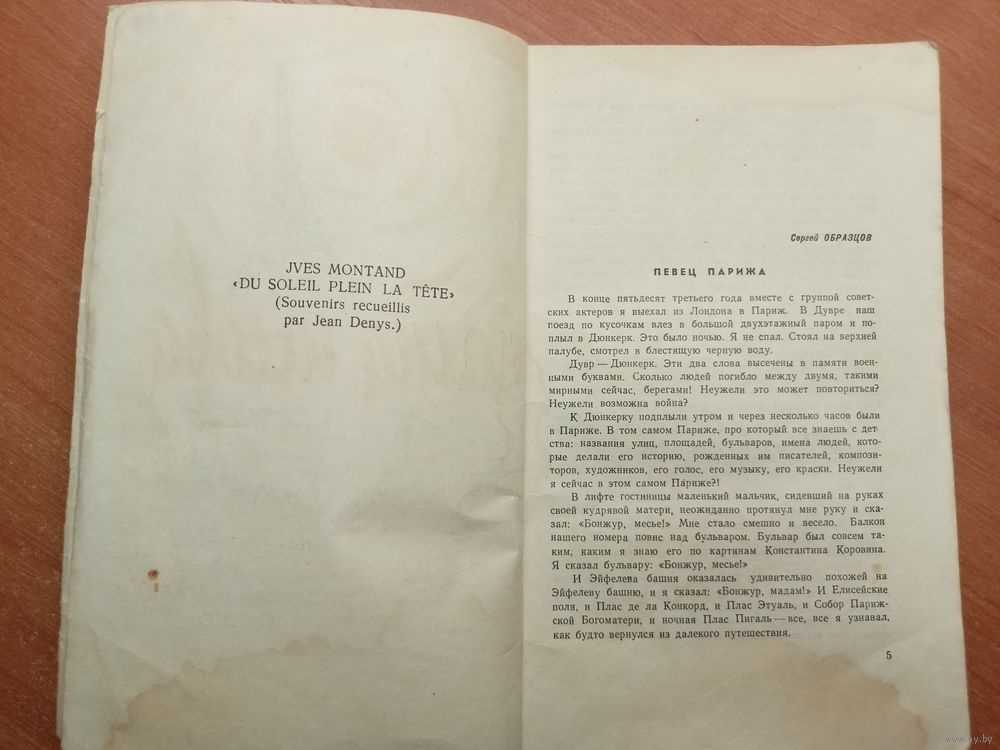 JVES MONTAND
‹DU SOLEIL PLEIN LA TÊTE›
(Souvenirs recueillis
par Jean Denys.)
Сергей ОБРАЗЦОВ
ПЕВЕЦ ПАРИЖА
В конце пятьдесят третьего года вместе с группой совет-
ских актеров я выехал из Лондона в Париж. В Дувре наш
поезд по кусочкам влез в большой двухэтажный паром и по-
плыл в Дюнкерк. Это было ночью. Я не спал. Стоял на верхней
палубе, смотрел в блестящую черную воду.
Дувр — Дюнкерк. Эти два слова высечены в памяти воен-
ными буквами. Сколько людей погибло между двумя, такими
мирными сейчас, берегами! Неужели это может повториться?
Неужели возможна война?
К Дюнкерку подплыли утром и через несколько часов были
в Париже. В том самом Париже, про который все знаешь с дет
ства: названия улиц, площадей, бульваров, имена людей, кото-
рые делали его историю, рожденных им писателей, компози-
торов, художников, его голос, его музыку, его краски. Неужели
я сейчас в этом самом Париже?!
В лифте гостиницы маленький мальчик, сидевший на руках
своей кудрявой матери, неожиданно протянул мне руку и ска-
зал: «Бонжур, месье!» Мне стало смешно и весело. Балкон
нашего номера повис над бульваром. Бульвар был совсем та-
ким, каким я знаю его по картинам Константина Коровина.
Я сказал бульвару: «Бонжур, месье!»
И Эйфелева башня оказалась удивительно похожей на
Эйфелеву башню, и я сказал: «Бонжур, мадам!» И Елисейские
поля, и Плас де ла Конкорд, и Плас Этуаль, и Собор Париж-
ской Богоматери, и ночная Плас Пигаль — все, все я узнавал,
как будто вернулся из далекого путешествия.
5
www.ay.by